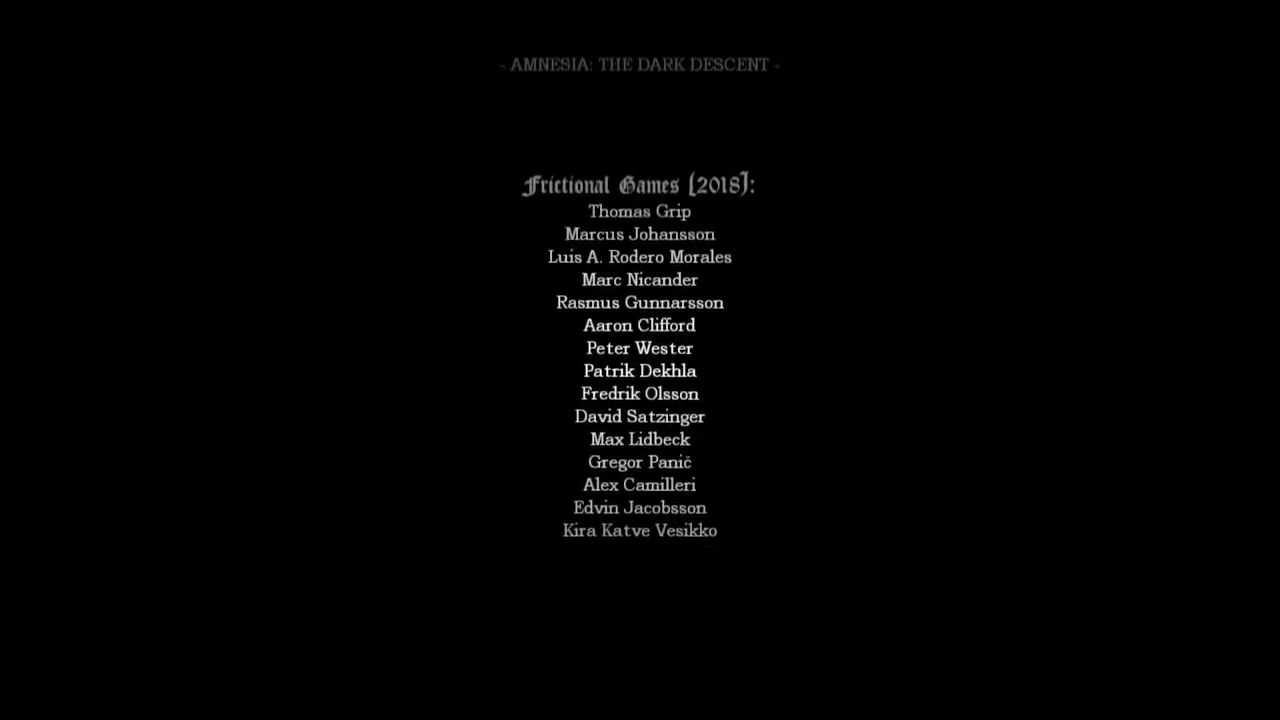 - AMNESIA: THE DARK DESCENT -
Frictional Games [2018]:
Thomas Grip
Marcus Johansson
Luis A. Rodero Morales
Marc Nicander
Rasmus Gunnarsson
Aaron Clifford
Peter Wester
Patrik Dekhla
Fredrik Olsson
David Satzinger
Max Lidbeck
Gregor Panič
Alex Camilleri
Edvin Jacobsson
Kira Katve Vesikko